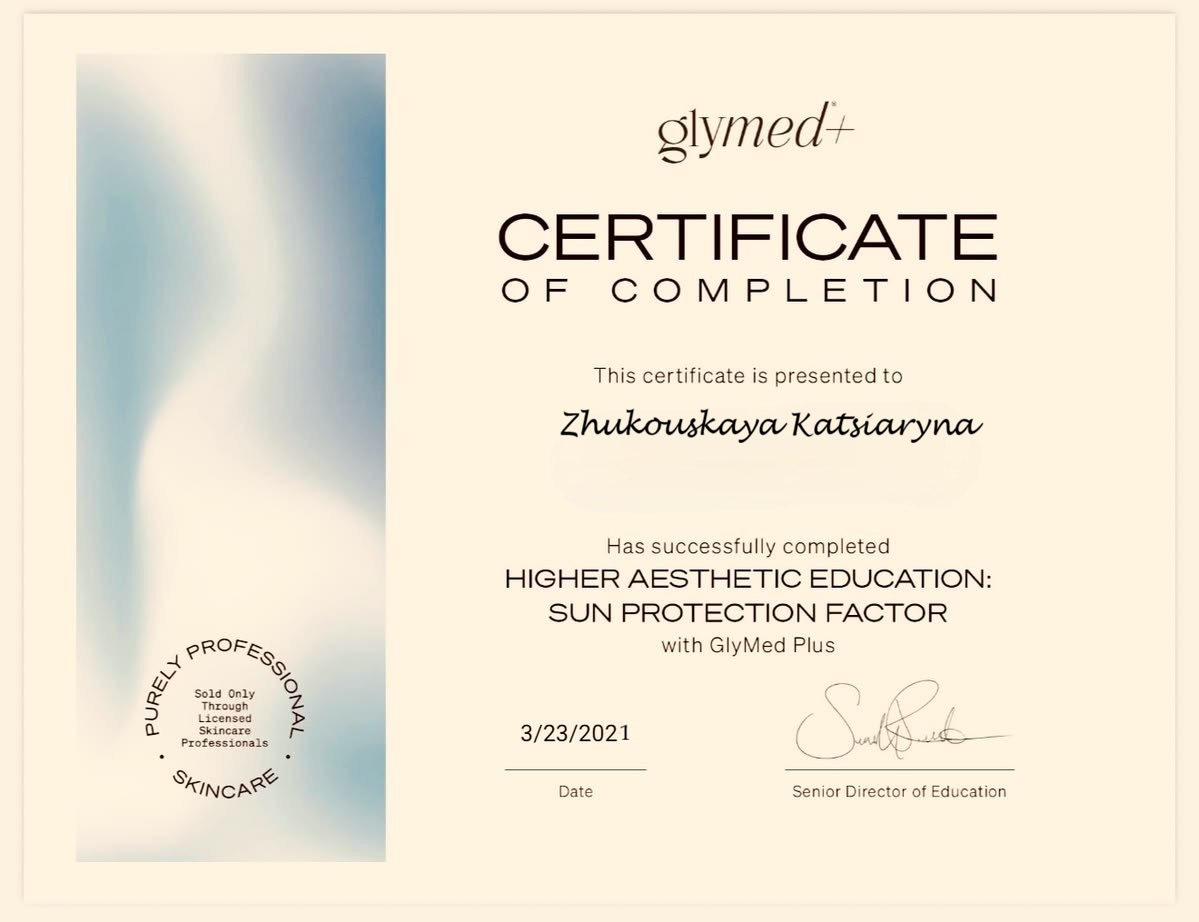 glymed+
CERTIFICATE
OF COMPLETION
This certificate is presented to
Zhukouskaya Katsiaryna
Has successfully completed
HIGHER AESTHETIC EDUCATION:
SUN PROTECTION FACTOR
with GlyMed Plus
3/23/2021
Date
Senior Director of Education
PURELY PROFESSIONAL
Sold Only
Through
Licensed
Skincare
Professionals
SKINCARE